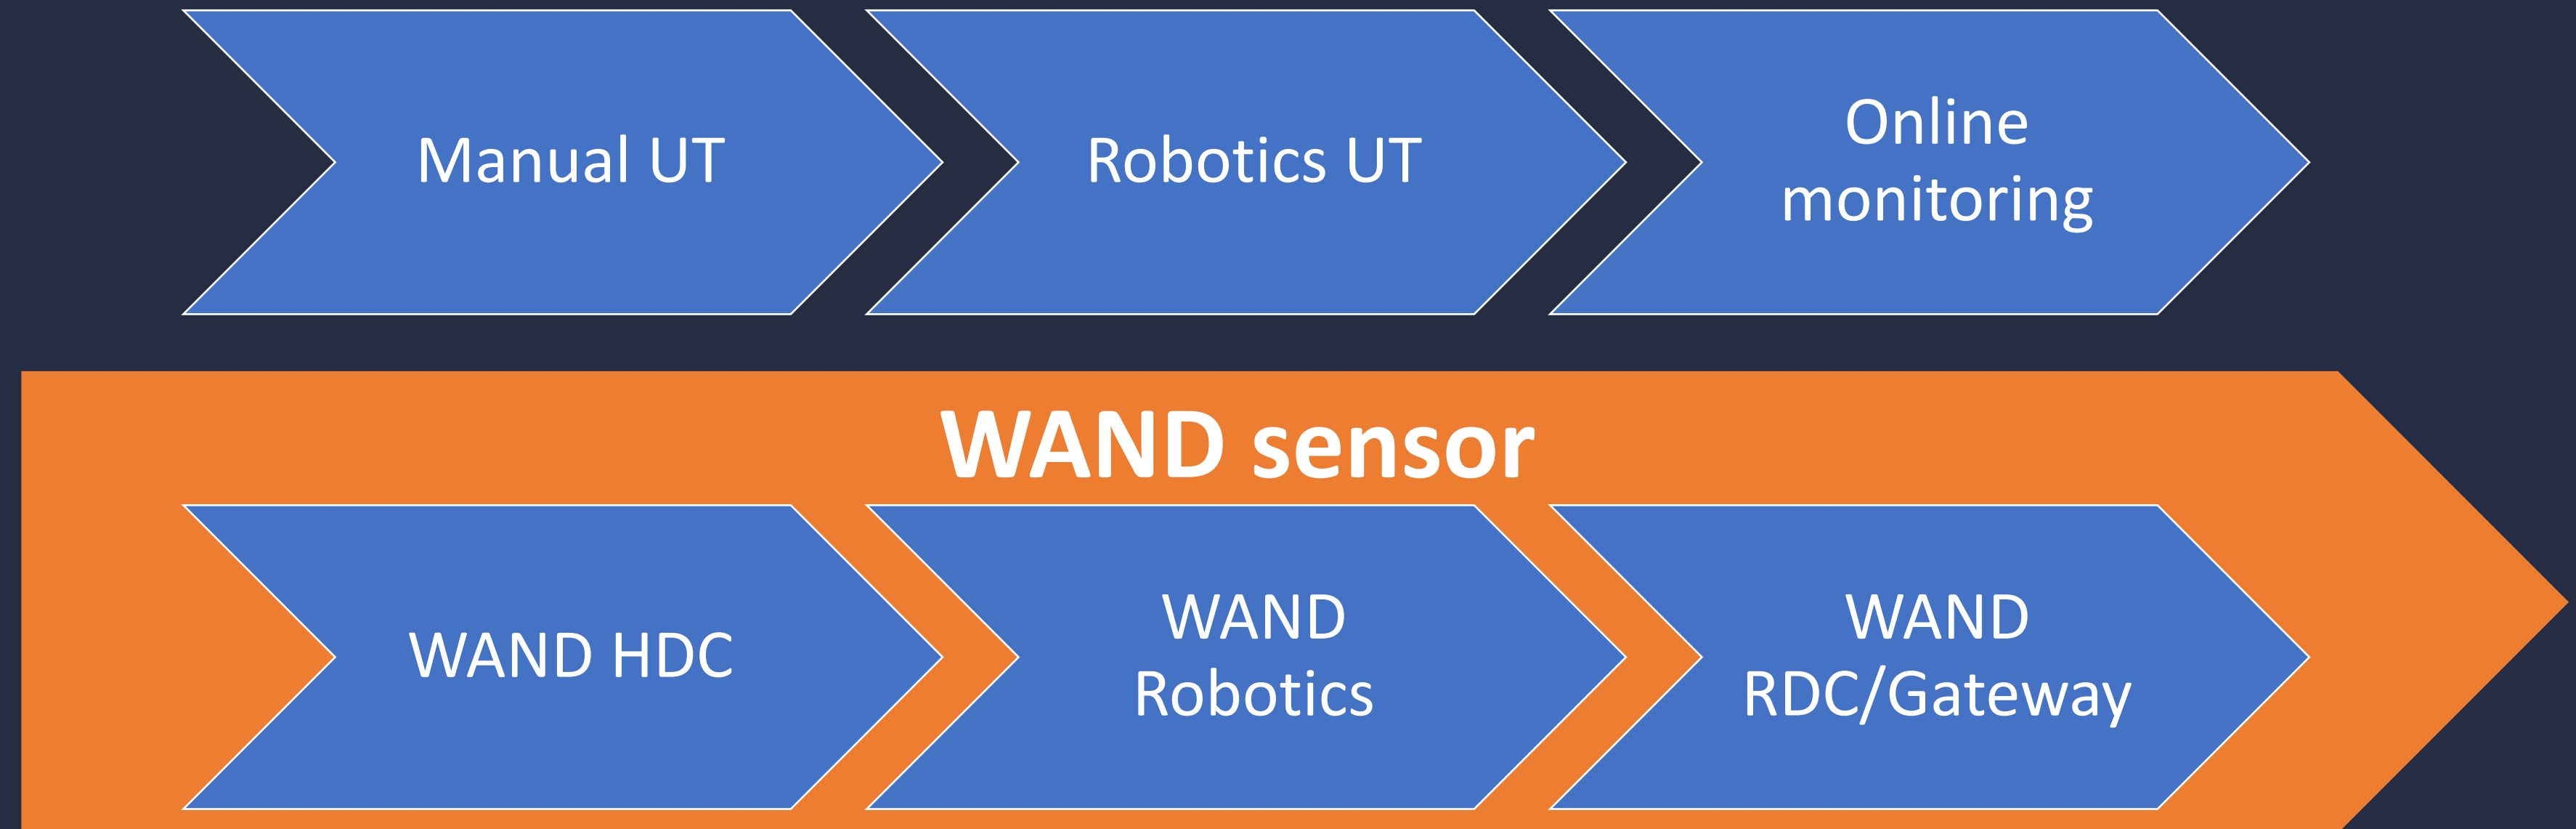 Manual UT
Robotics UT
Online
monitoring
WAND sensor
WAND HDC
WAND
Robotics
WAND
RDC/Gateway